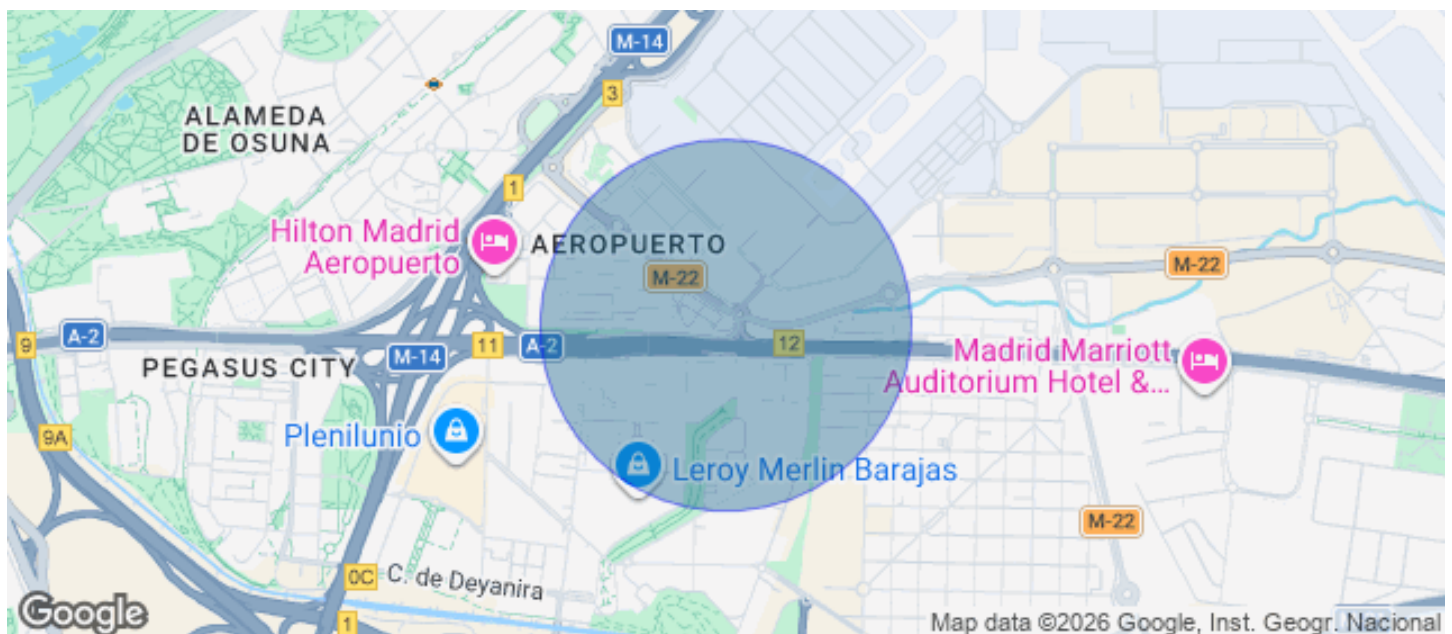 M-14
3
ALAMEDA
DE OSUNA
1
Hilton Madrid
Aeropuerto
AEROPUERTO
M-22
M-22
9
A-2
11
A-2
12
M-14
PEGASUS CITY
Madrid Marriott
Auditorium Hotel &...
9A
Plenilunio
Leroy Merlin Barajas
M-22
0C
C. de Deyanira
1
Google
Map data ©2026 Google, Inst. Geogr. Nacional